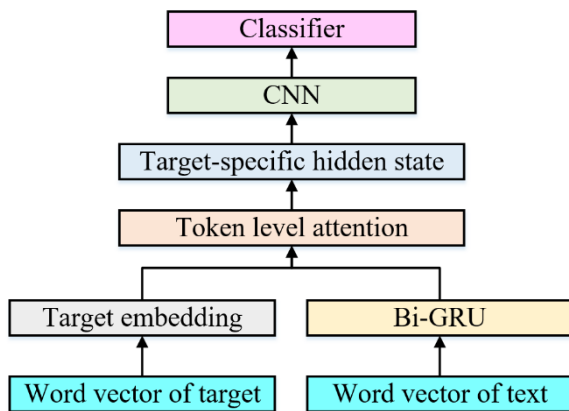 Classifier
CNN
Target-specific hidden state
Token level attention
Target embedding
Bi-GRU
Word vector of target
Word vector of text